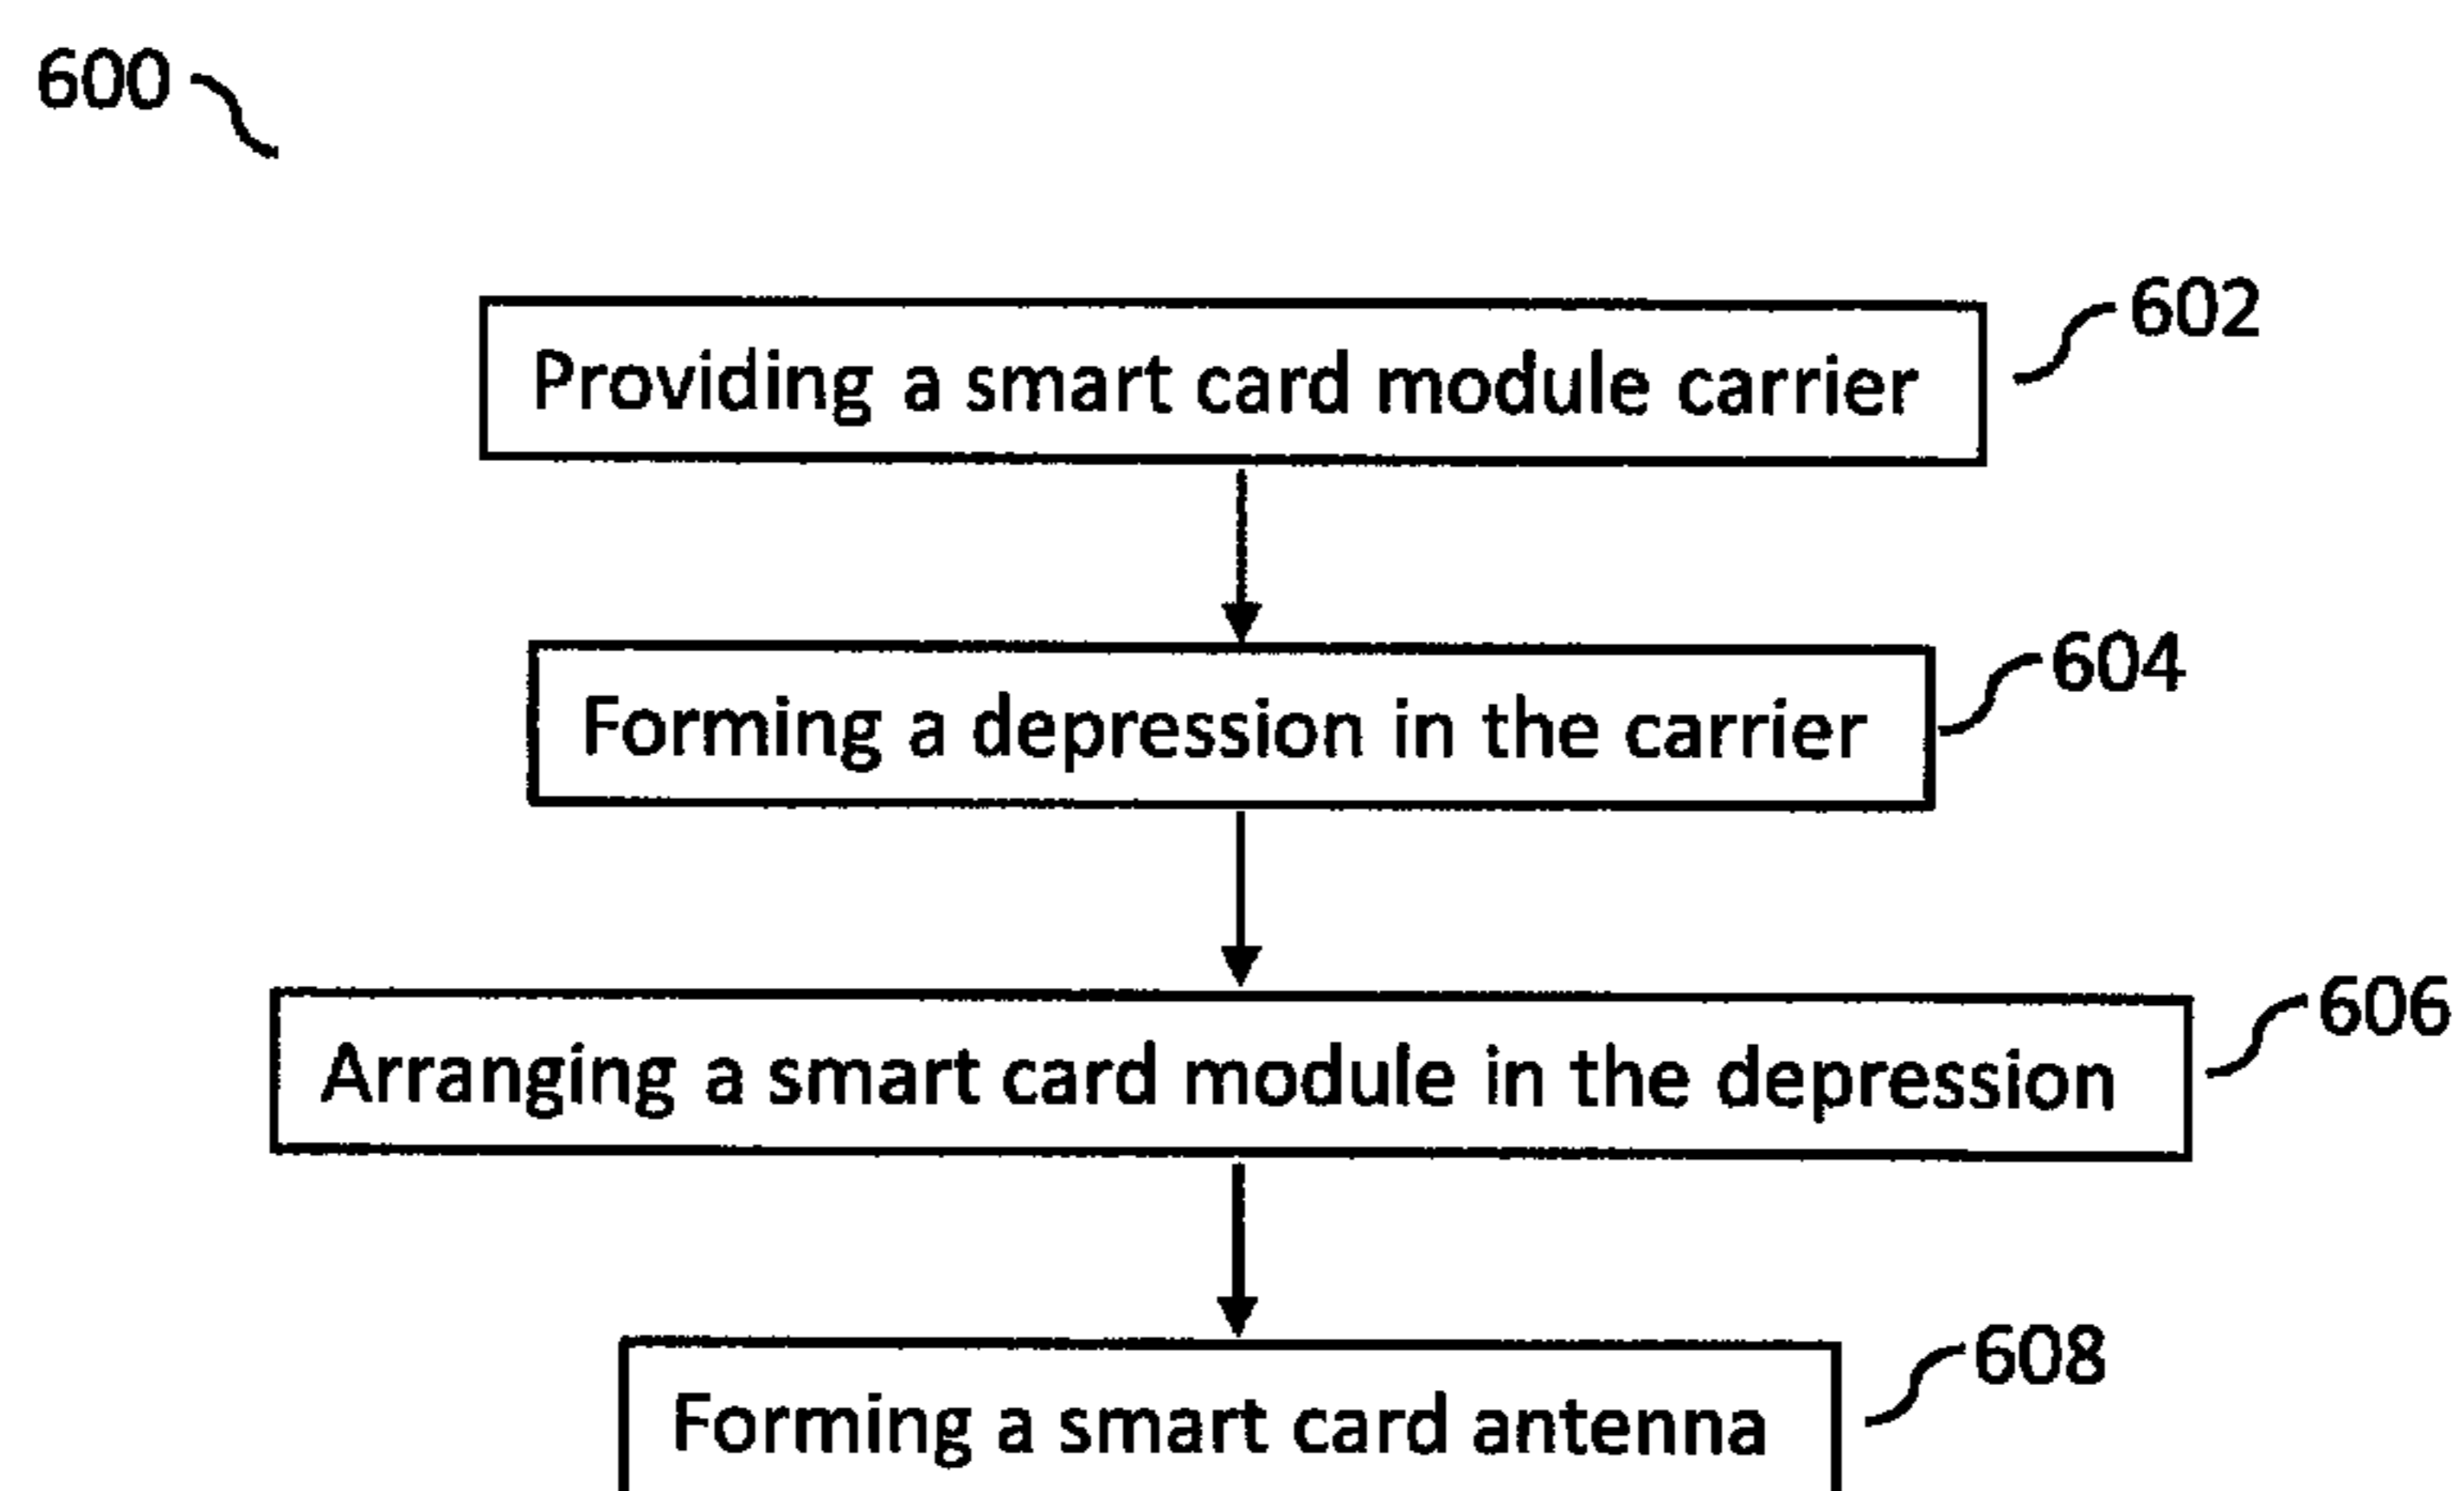 600
Providing a smart card module carrier
602
Forming a depression in the carrier
604
Arranging a smart card module in the depression
606
Forming a smart card antenna
608